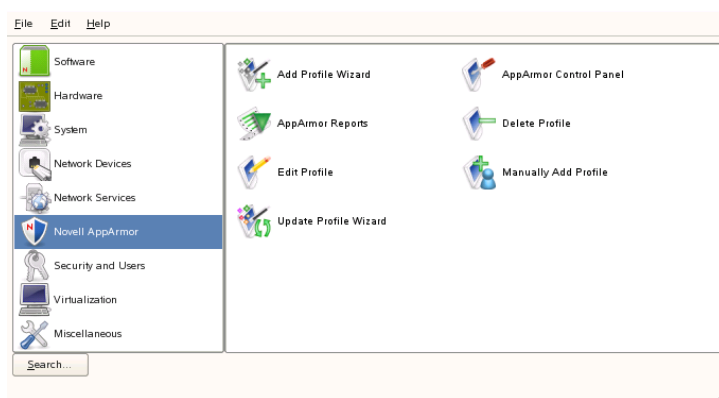 File Edit Help
Software
Hardware
System
Network Devices
Network Services
Novell AppArmor
Security and Users
Virtualization
Miscellaneous
Add Profile Wizard
AppArmor Control Panel
AppArmor Reports
Delete Profile
Edit Profile
Manually Add Profile
Update Profile Wizard
Search...